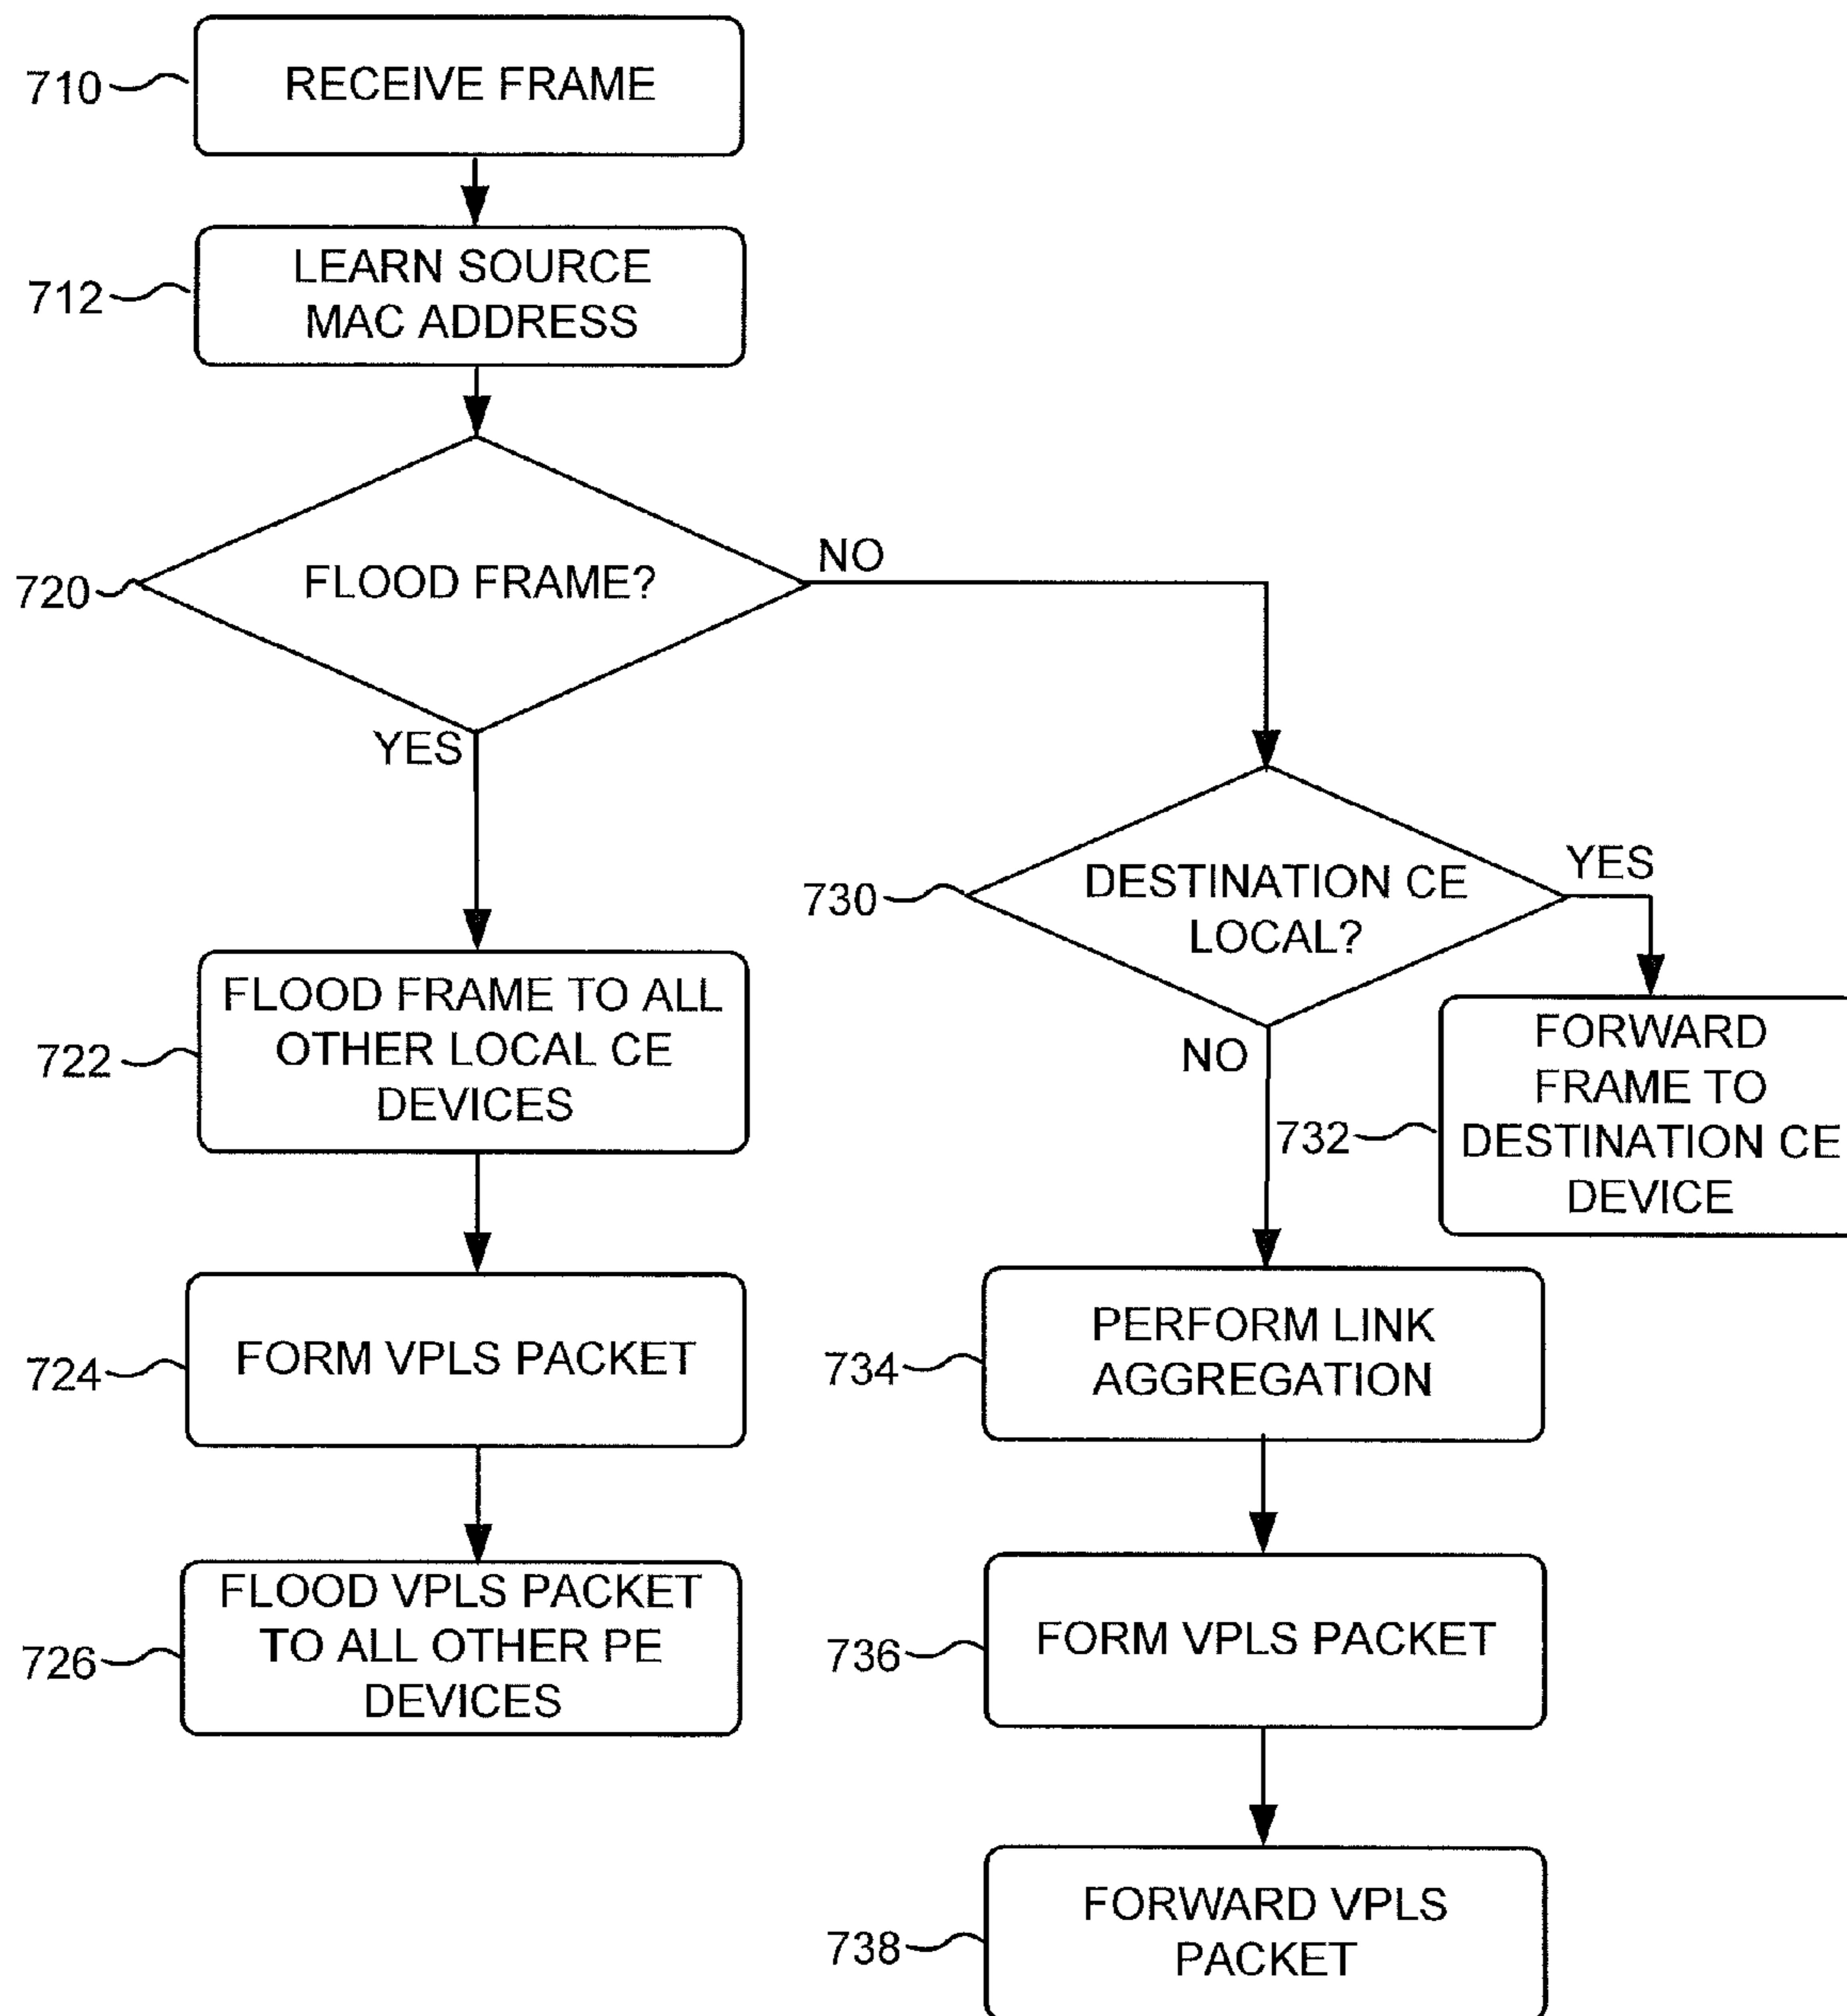 710
RECEIVE FRAME
712
LEARN SOURCE
MAC ADDRESS
720
FLOOD FRAME?
NO
YES
722
FLOOD FRAME TO ALL
OTHER LOCAL CE
DEVICES
724
FORM VPLS PACKET
726
FLOOD VPLS PACKET
TO ALL OTHER PE
DEVICES
730
DESTINATION CE
LOCAL?
YES
NO
732
FORWARD
FRAME TO
DESTINATION CE
DEVICE
734
PERFORM LINK
AGGREGATION
736
FORM VPLS PACKET
738
FORWARD VPLS
PACKET